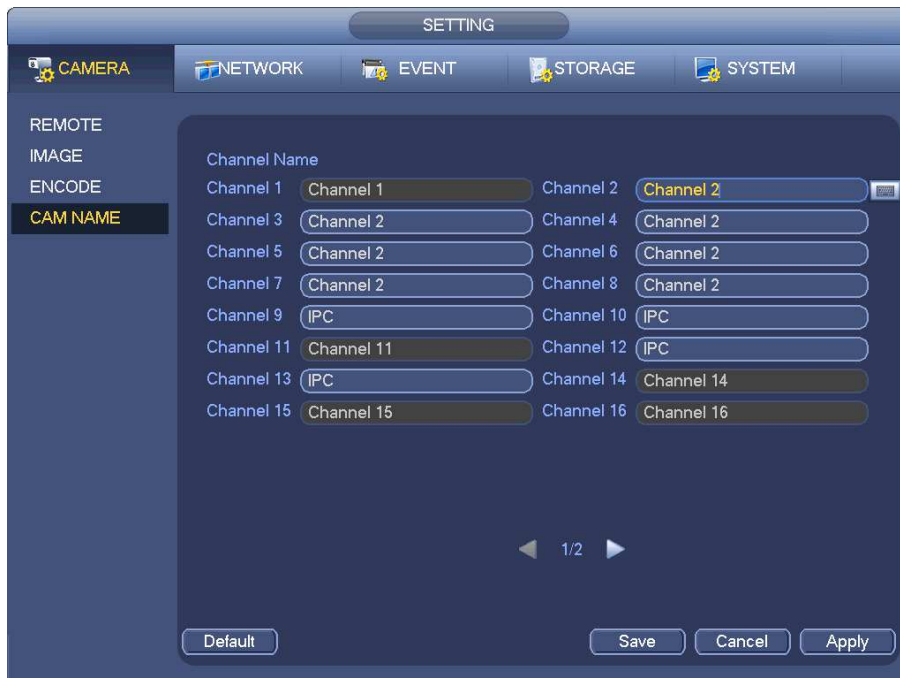 SETTING
CAMERA NETWORK EVENT STORAGE SYSTEM
REMOTE
IMAGE
ENCODE
CAM NAME
Channel Name
Channel 1 Channel 1 Channel 2 Channel 2
Channel 3 Channel 2 Channel 4 Channel 2
Channel 5 Channel 2 Channel 6 Channel 2
Channel 7 Channel 2 Channel 8 Channel 2
Channel 9 IPC Channel 10 IPC
Channel 11 Channel 11 Channel 12 IPC
Channel 13 IPC Channel 14 Channel 14
Channel 15 Channel 15 Channel 16 Channel 16
1/2
Default Save Cancel Apply